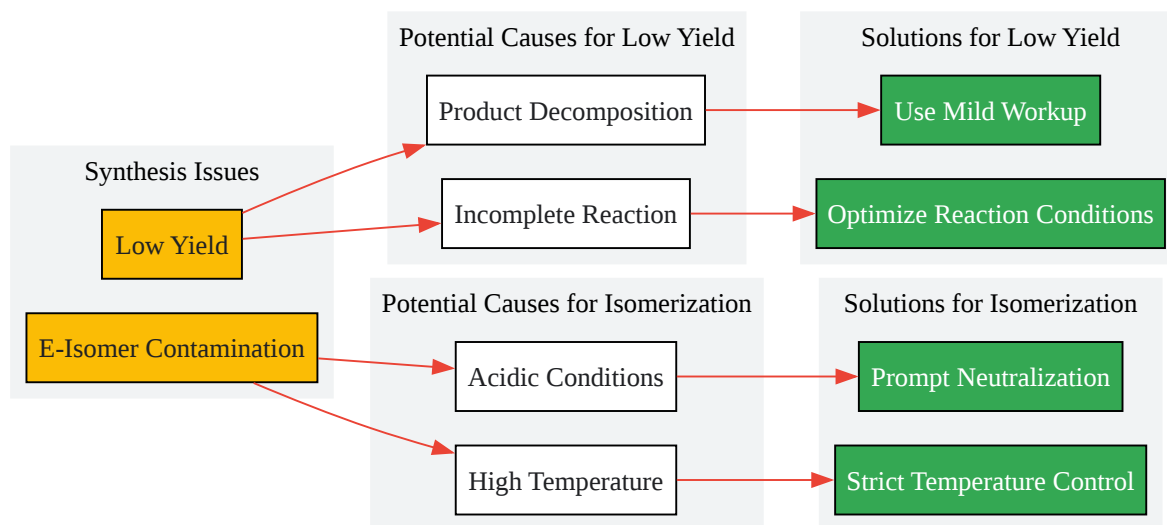 Synthesis Issues
Low Yield
E-Isomer Contamination
Potential Causes for Low Yield
Product Decomposition
Incomplete Reaction
Solutions for Low Yield
Use Mild Workup
Optimize Reaction Conditions
Potential Causes for Isomerization
Acidic Conditions
High Temperature
Solutions for Isomerization
Prompt Neutralization
Strict Temperature Control